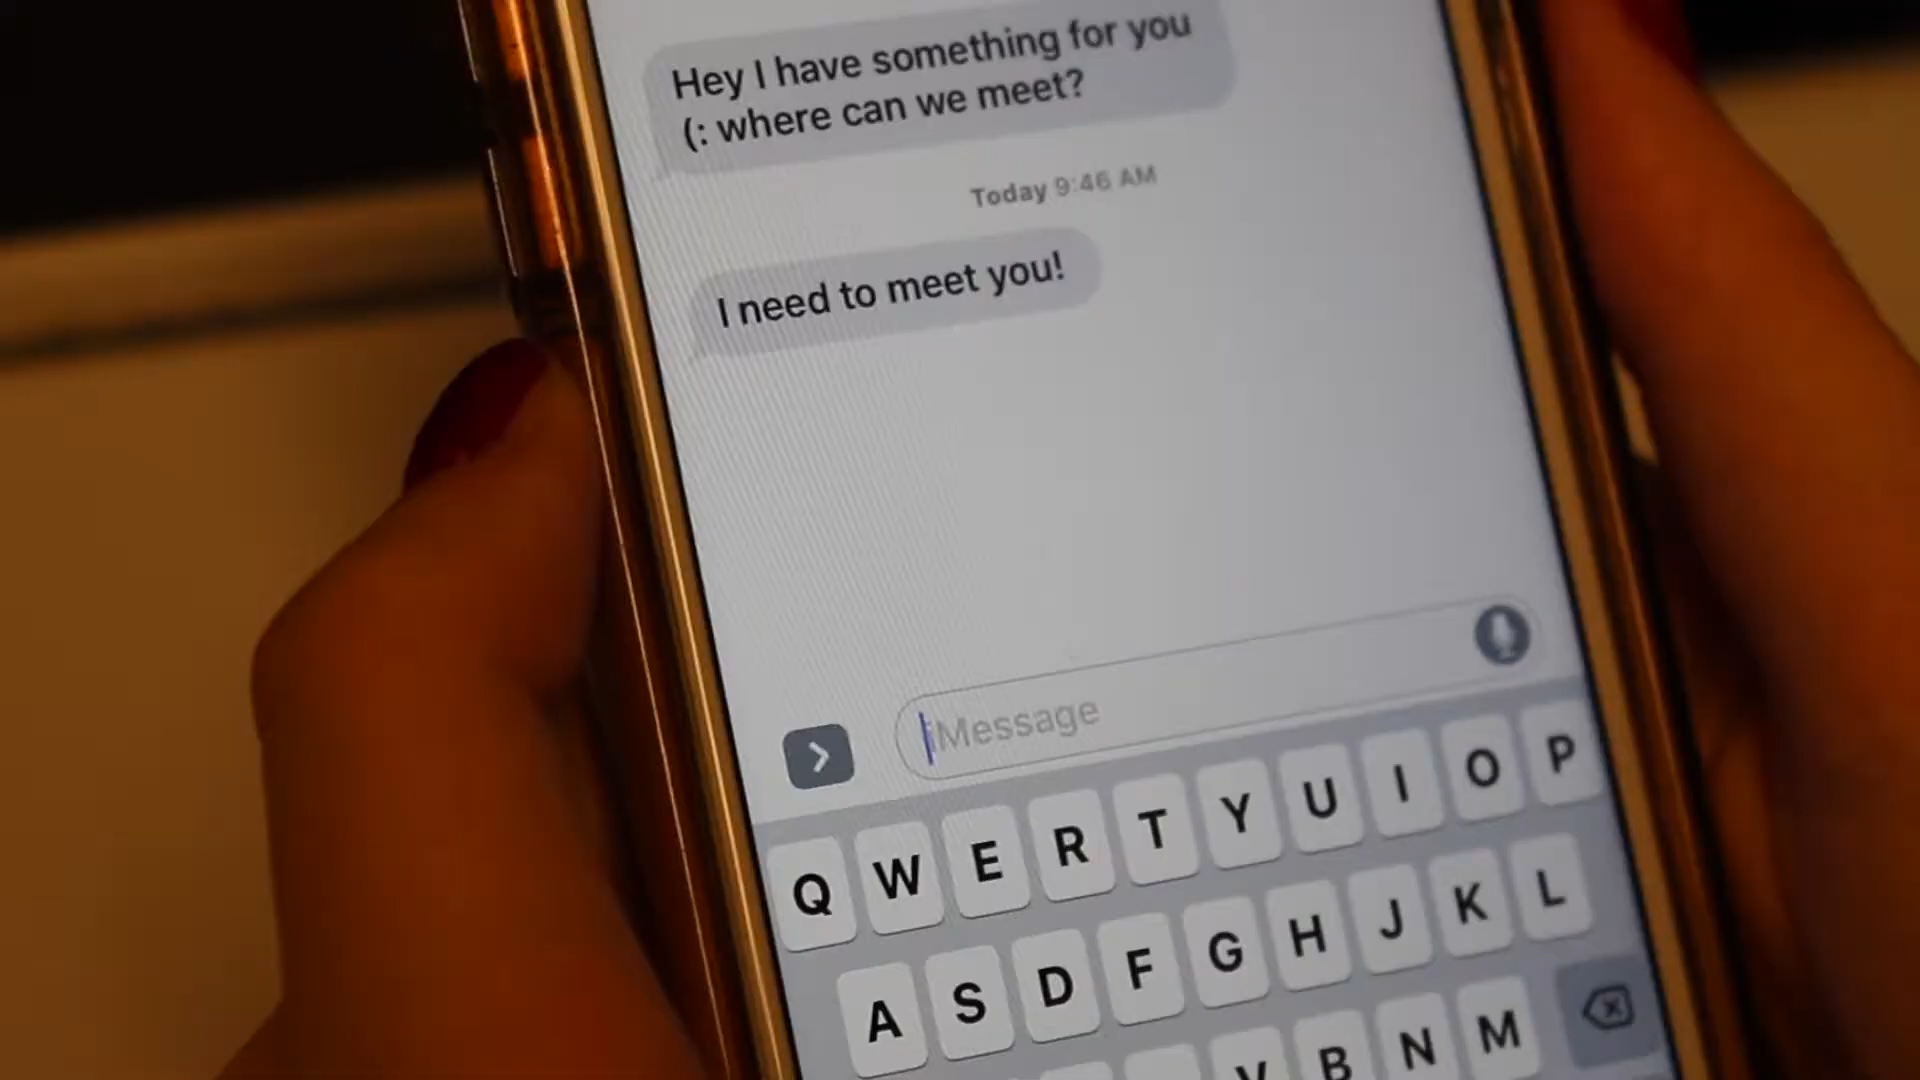 Hey I have something for you
(: where can we meet?
Today 9:46 AM
I need to meet you!
iMessage
Q W E R T Y U I O P
A S D F G H J K L
V B N M